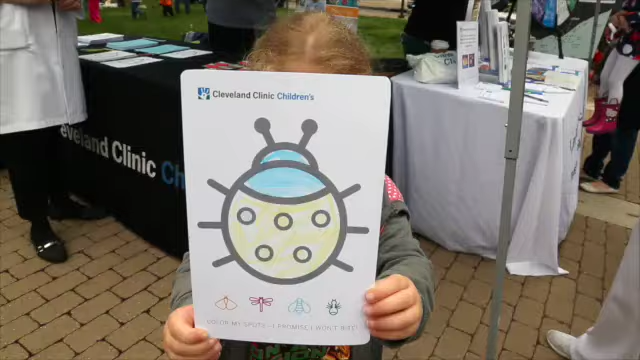 Cleveland Clinic Children's
Cleveland Clinic
COLOR MY SPOTS - I PROMISE I WON'T BITE!